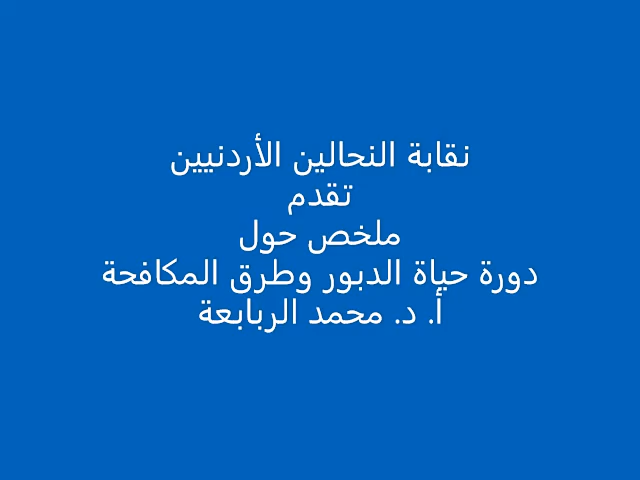 نقابة النحالين الأردنيين
تقدم
ملخص حول
دورة حياة الدبور وطرق المكافحة
أ. د. محمد الربابعة